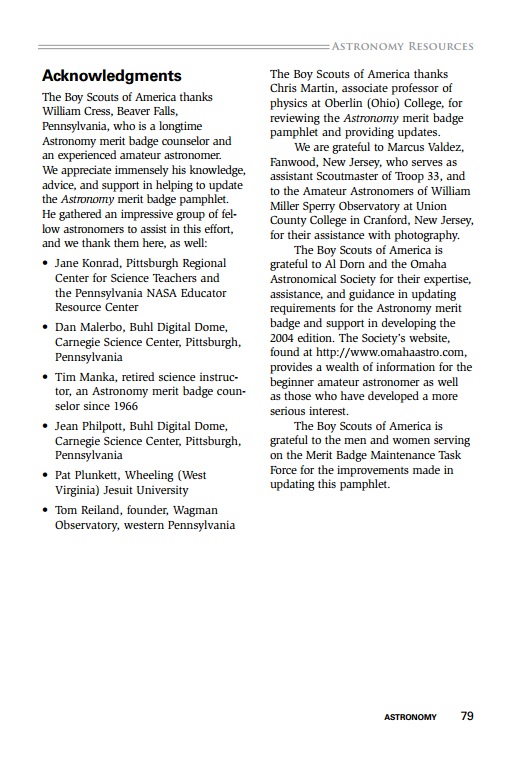 Astronomy Resources
Acknowledgments
The Boy Scouts of America thanks
William Cress, Beaver Falls,
Pennsylvania, who is a longtime
Astronomy merit badge counselor and
an experienced amateur astronomer.
We appreciate immensely his knowledge,
advice, and support in helping to update
the Astronomy merit badge pamphlet.
He gathered an impressive group of fel-
low astronomers to assist in this effort,
and we thank them here, as well:
• Jane Konrad, Pittsburgh Regional
Center for Science Teachers and
the Pennsylvania NASA Educator
Resource Center
• Dan Malerbo, Buhl Digital Dome,
Carnegie Science Center, Pittsburgh,
Pennsylvania
• Tim Manka, retired science instruc-
tor, an Astronomy merit badge coun-
selor since 1966
• Jean Philpott, Buhl Digital Dome,
Carnegie Science Center, Pittsburgh,
Pennsylvania
• Pat Plunkett, Wheeling (West
Virginia) Jesuit University
• Tom Reiland, founder, Wagman
Observatory, western Pennsylvania
The Boy Scouts of America thanks
Chris Martin, associate professor of
physics at Oberlin (Ohio) College, for
reviewing the Astronomy merit badge
pamphlet and providing updates.
We are grateful to Marcus Valdez,
Fanwood, New Jersey, who serves as
assistant Scoutmaster of Troop 33, and
to the Amateur Astronomers of William
Miller Sperry Observatory at Union
County College in Cranford, New Jersey,
for their assistance with photography.
The Boy Scouts of America is
grateful to Al Dorn and the Omaha
Astronomical Society for their expertise,
assistance, and guidance in updating
requirements for the Astronomy merit
badge and support in developing the
2004 edition. The Society's website,
found at http://www.omahaastro.com,
provides a wealth of information for the
beginner amateur astronomer as well
as those who have developed a more
serious interest.
The Boy Scouts of America is
grateful to the men and women serving
on the Merit Badge Maintenance Task
Force for the improvements made in
updating this pamphlet.
ASTRONOMY 79